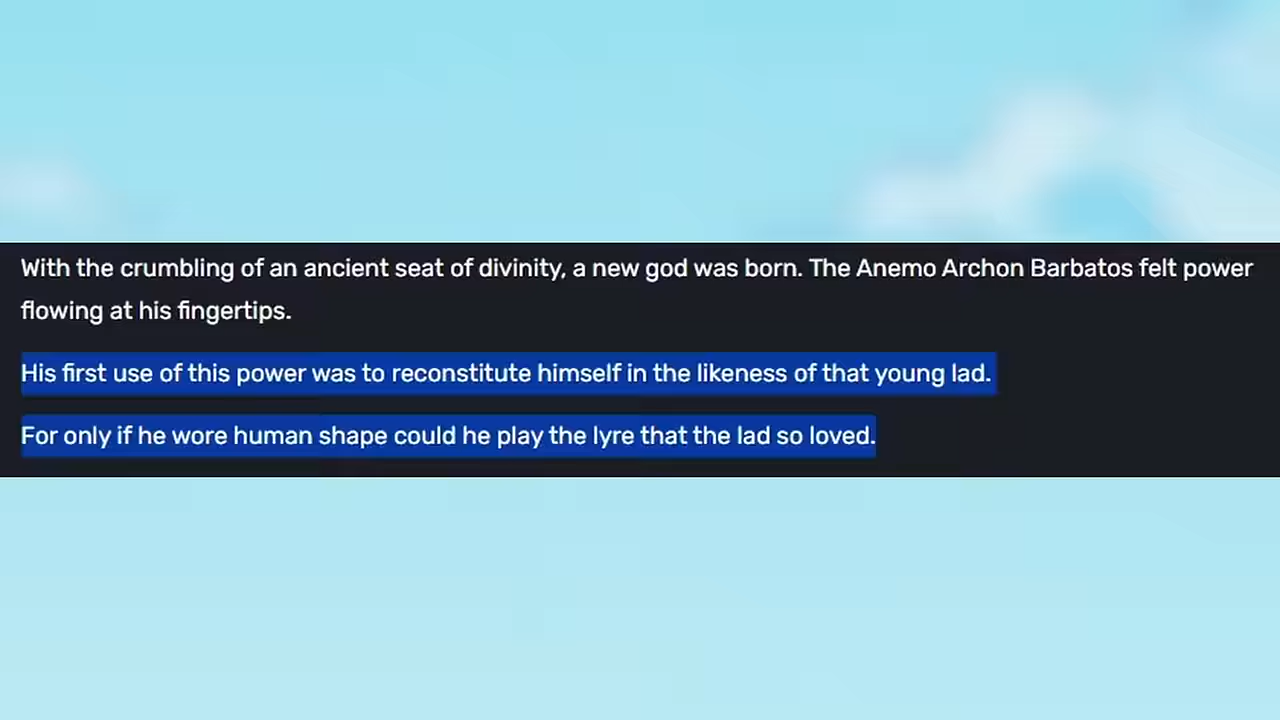 With the crumbling of an ancient seat of divinity, a new god was born. The Anemo Archon Barbatos felt power
flowing at his fingertips.
His first use of this power was to reconstitute himself in the likeness of that young lad.
For only if he wore human shape could he play the lyre that the lad so loved.